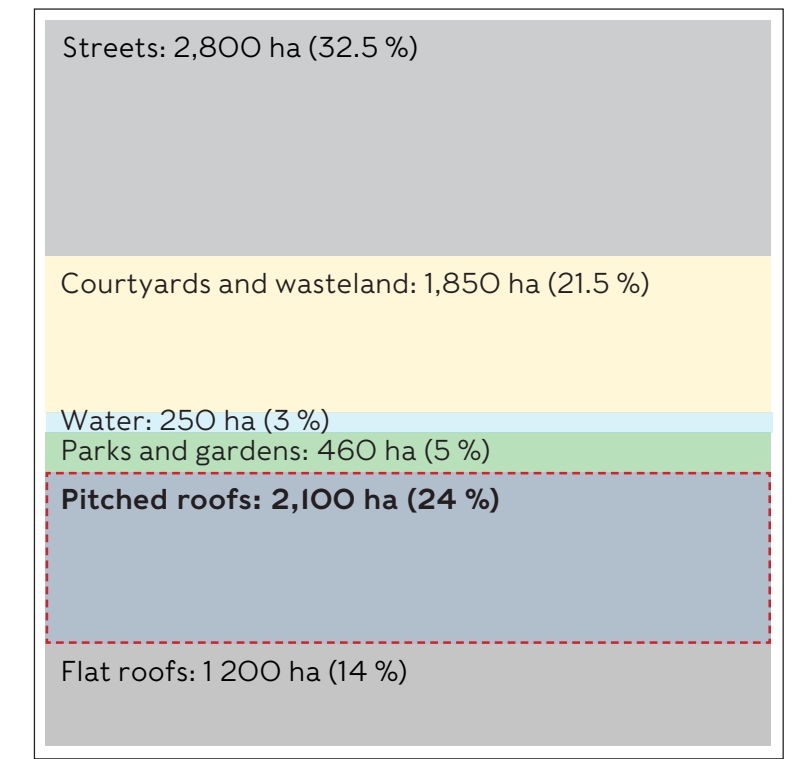 Streets: 2,800 ha (32.5 %)
Courtyards and wasteland: 1,850 ha (21.5 %)
Water: 250 ha (3 %)
Parks and gardens: 460 ha (5 %)
Pitched roofs: 2,100 ha (24 %)
Flat roofs: 1 200 ha (14 %)